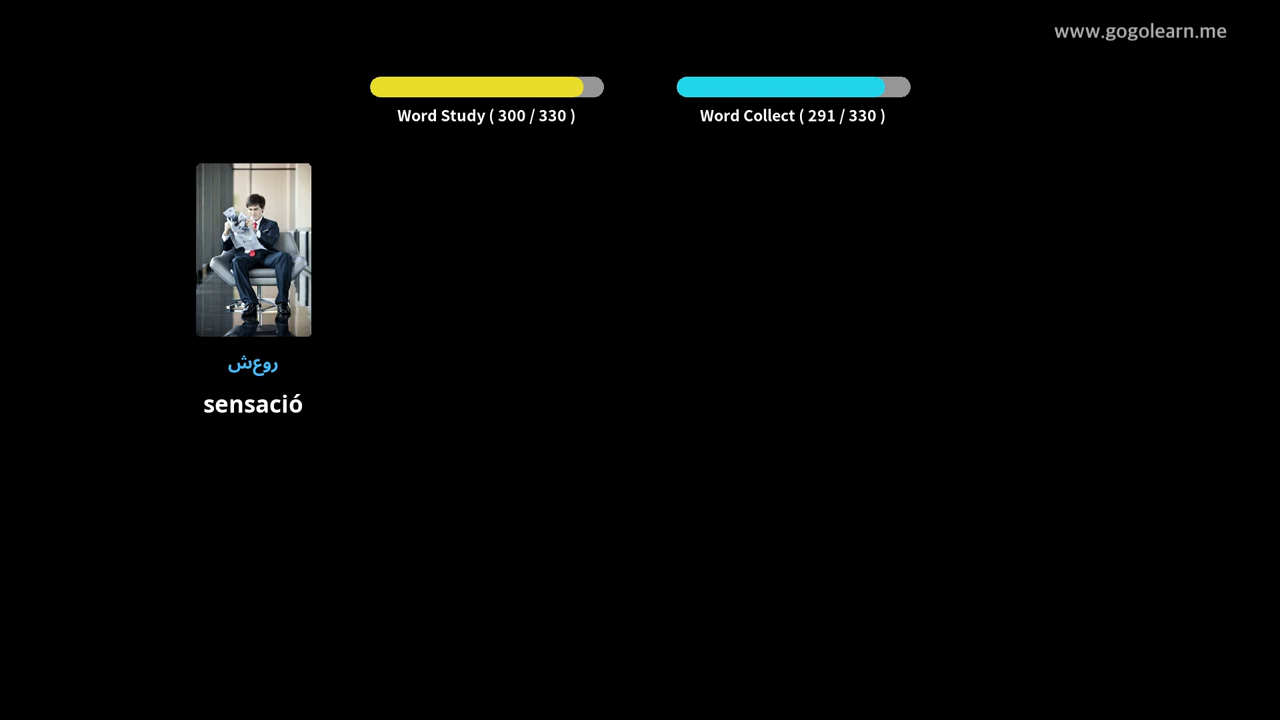 www.gogolearn.me
Word Study ( 300 / 330 )
Word Collect ( 291 / 330 )
روعش
sensació